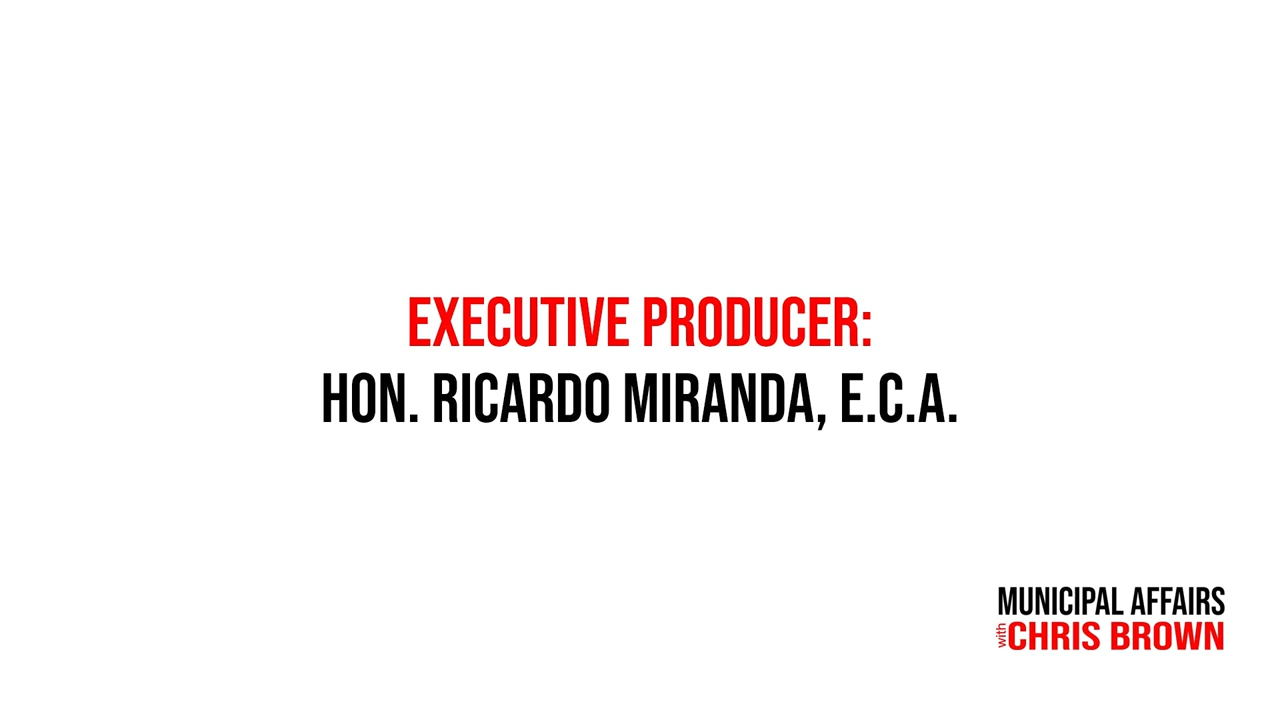 EXECUTIVE PRODUCER:
HON. RICARDO MIRANDA, E.C.A.
MUNICIPAL AFFAIRS
with CHRIS BROWN